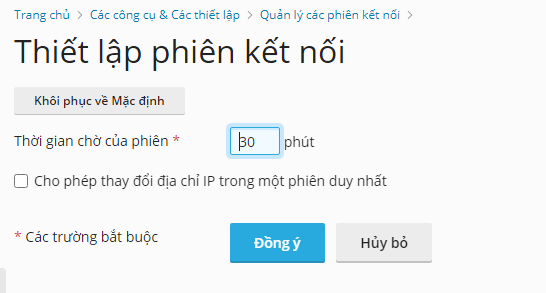 Trang chủ > Các công cụ & Các thiết lập > Quản lý các phiên kết nối >
Thiết lập phiên kết nối
Khôi phục về Mặc định
Thời gian chờ của phiên * 30 phút
Cho phép thay đổi địa chỉ IP trong một phiên duy nhất
* Các trường bắt buộc Đồng ý Hủy bỏ